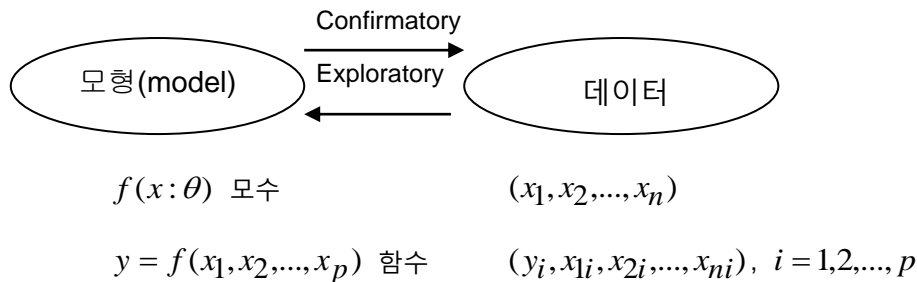 Confirmatory
모형(model)
Exploratory
데이터
f(x:θ) 모수
(x₁,x₂,...,xₙ)
y = f(x₁,x₂,...,xₚ) 함수
(yᵢ,x₁ᵢ,x₂ᵢ,...,xₙᵢ), i=1,2,...,p